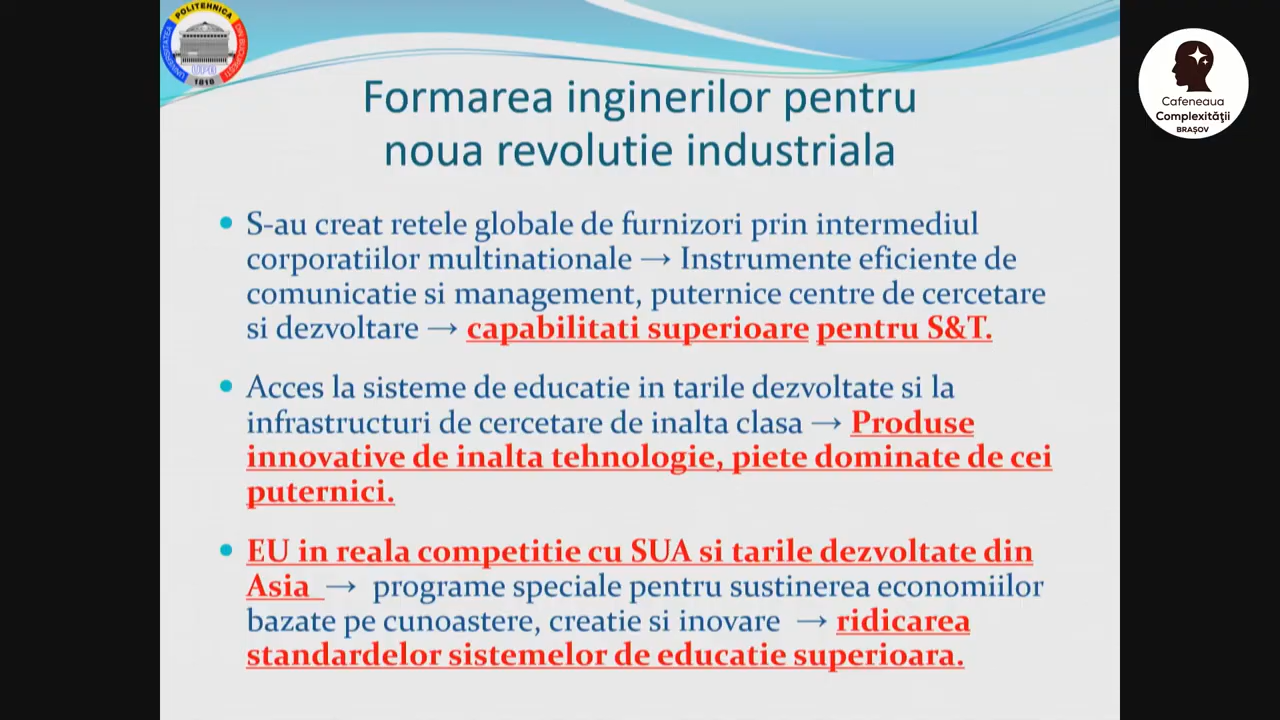 UNIVERSITATEA POLITEHNICA DIN BUCURESTI
UPB
1818
Cafeneaua
Complexității
BRAȘOV
Formarea inginerilor pentru
noua revolutie industriala
S-au creat retele globale de furnizori prin intermediul
corporatiilor multinationale → Instrumente eficiente de
comunicatie si management, puternice centre de cercetare
si dezvoltare → capabilitati superioare pentru S&T.
Acces la sisteme de educatie in tarile dezvoltate si la
infrastructuri de cercetare de inalta clasa → Produse
innovative de inalta tehnologie, piete dominate de cei
puternici.
EU in reala competitie cu SUA si tarile dezvoltate din
Asia → programe speciale pentru sustinerea economiilor
bazate pe cunoastere, creatie si inovare → ridicarea
standardelor sistemelor de educatie superioara.